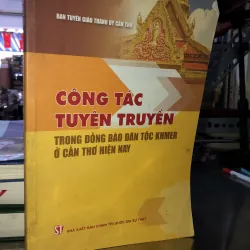 BAN TUYÊN GIÁO THÀNH ỦY CẦN THƠ
CÔNG TÁC
TUYÊN TRUYỀN
TRONG ĐỒNG BÀO DÂN TỘC KHMER
Ở CẦN THƠ HIỆN NAY
ST
NHÀ XUẤT BẢN CHÍNH TRỊ QUỐC GIA SỰ THẬT